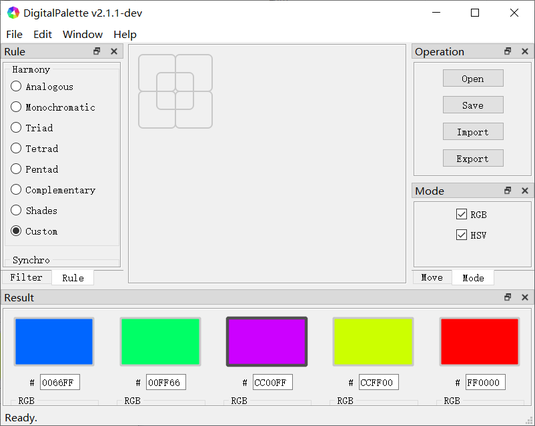 DigitalPalette v2.1.1-dev
File Edit Window Help
Rule
Harmony
Analogous
Monochromatic
Triad
Tetrad
Pentad
Complementary
Shades
Custom
Synchro
Filter Rule
Operation
Open
Save
Import
Export
Mode
RGB
HSV
Move Mode
Result
# 0066FF # 00FF66 # CC00FF # CCFF00 # FF0000
RGB RGB RGB RGB RGB
Ready.